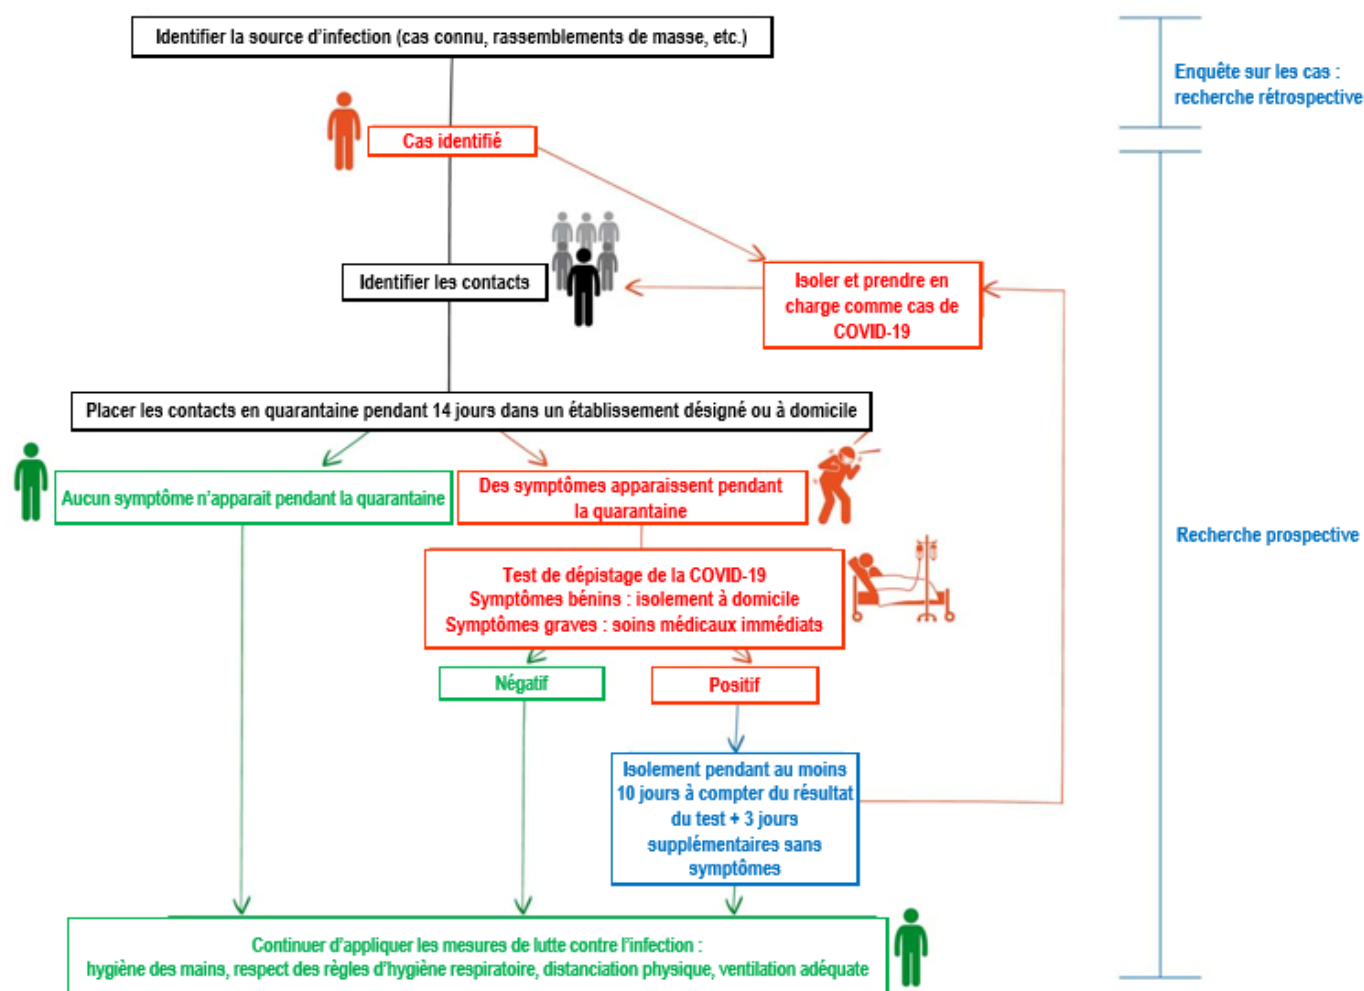 Identifier la source d'infection (cas connu, rassemblements de masse, etc.)
Enquête sur les cas :
recherche rétrospective
Cas identifié
Identifier les contacts
Isoler et prendre en
charge comme cas de
COVID-19
Placer les contacts en quarantaine pendant 14 jours dans un établissement désigné ou à domicile
Aucun symptôme n'apparait pendant la quarantaine
Des symptômes apparaissent pendant
la quarantaine
Recherche prospective
Test de dépistage de la COVID-19
Symptômes bénins : isolement à domicile
Symptômes graves : soins médicaux immédiats
Négatif
Positif
Isolement pendant au moins
10 jours à compter du résultat
du test + 3 jours
supplémentaires sans
symptômes
Continuer d'appliquer les mesures de lutte contre l'infection :
hygiène des mains, respect des règles d'hygiène respiratoire, distanciation physique, ventilation adéquate